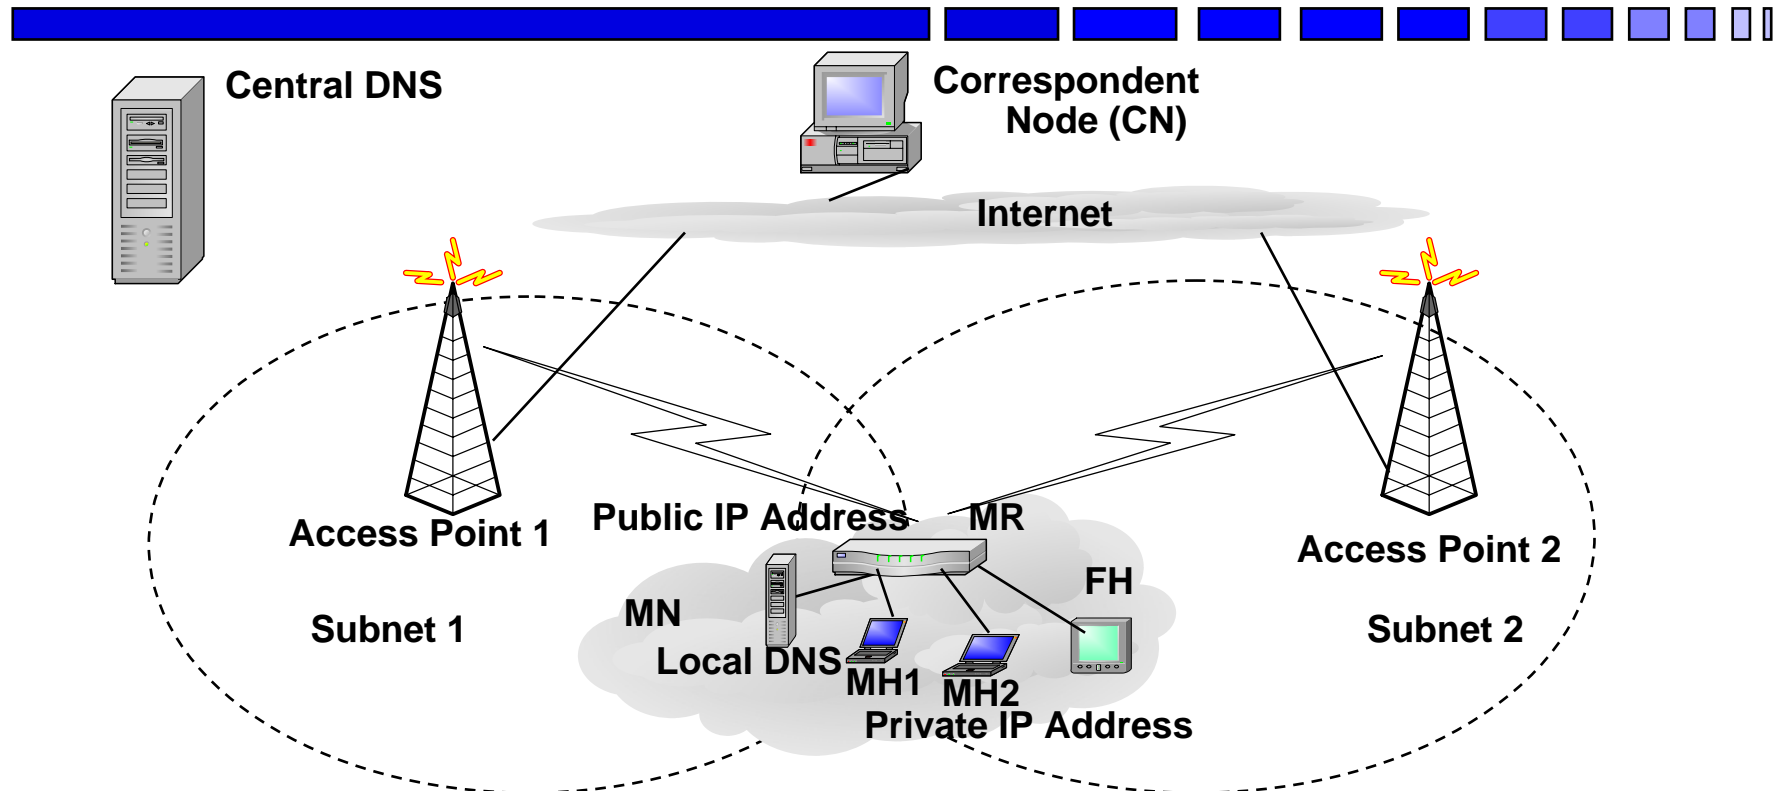 Central DNS
Correspondent
Node (CN)
Internet
Public IP Address
MR
Access Point 1
Access Point 2
FH
MN
Subnet 1
Subnet 2
Local DNS
MH1
MH2
Private IP Address